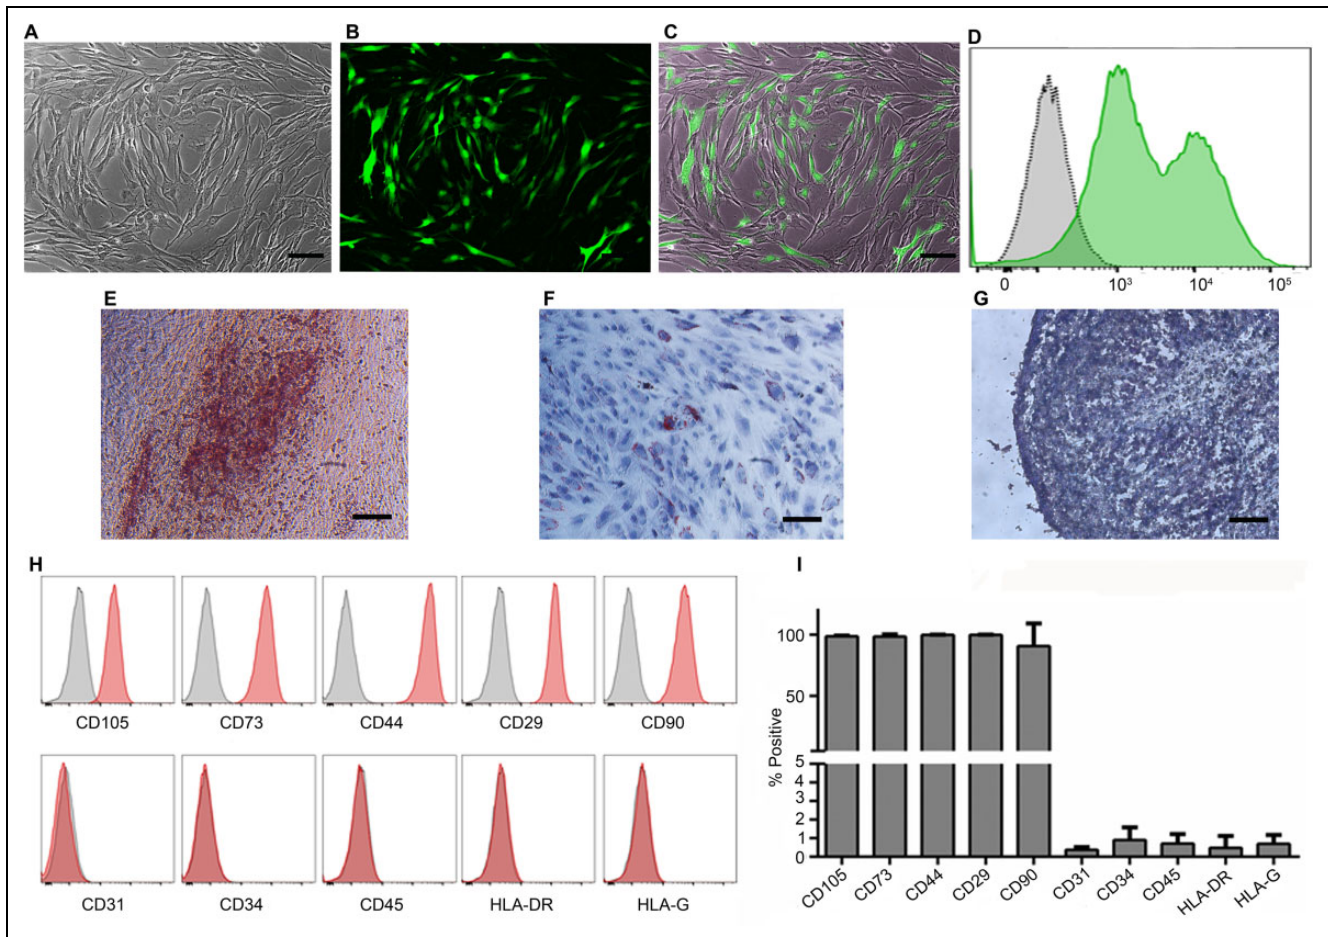 A
B
C
D
0 10³ 10⁴ 10⁵
E
F
G
H
CD105 CD73 CD44 CD29 CD90
CD31 CD34 CD45 HLA-DR HLA-G
I
% Positive
100
50
5
4
3
2
1
0
CD105 CD73 CD44 CD29 CD90 CD31 CD34 CD45 HLA-DR HLA-G